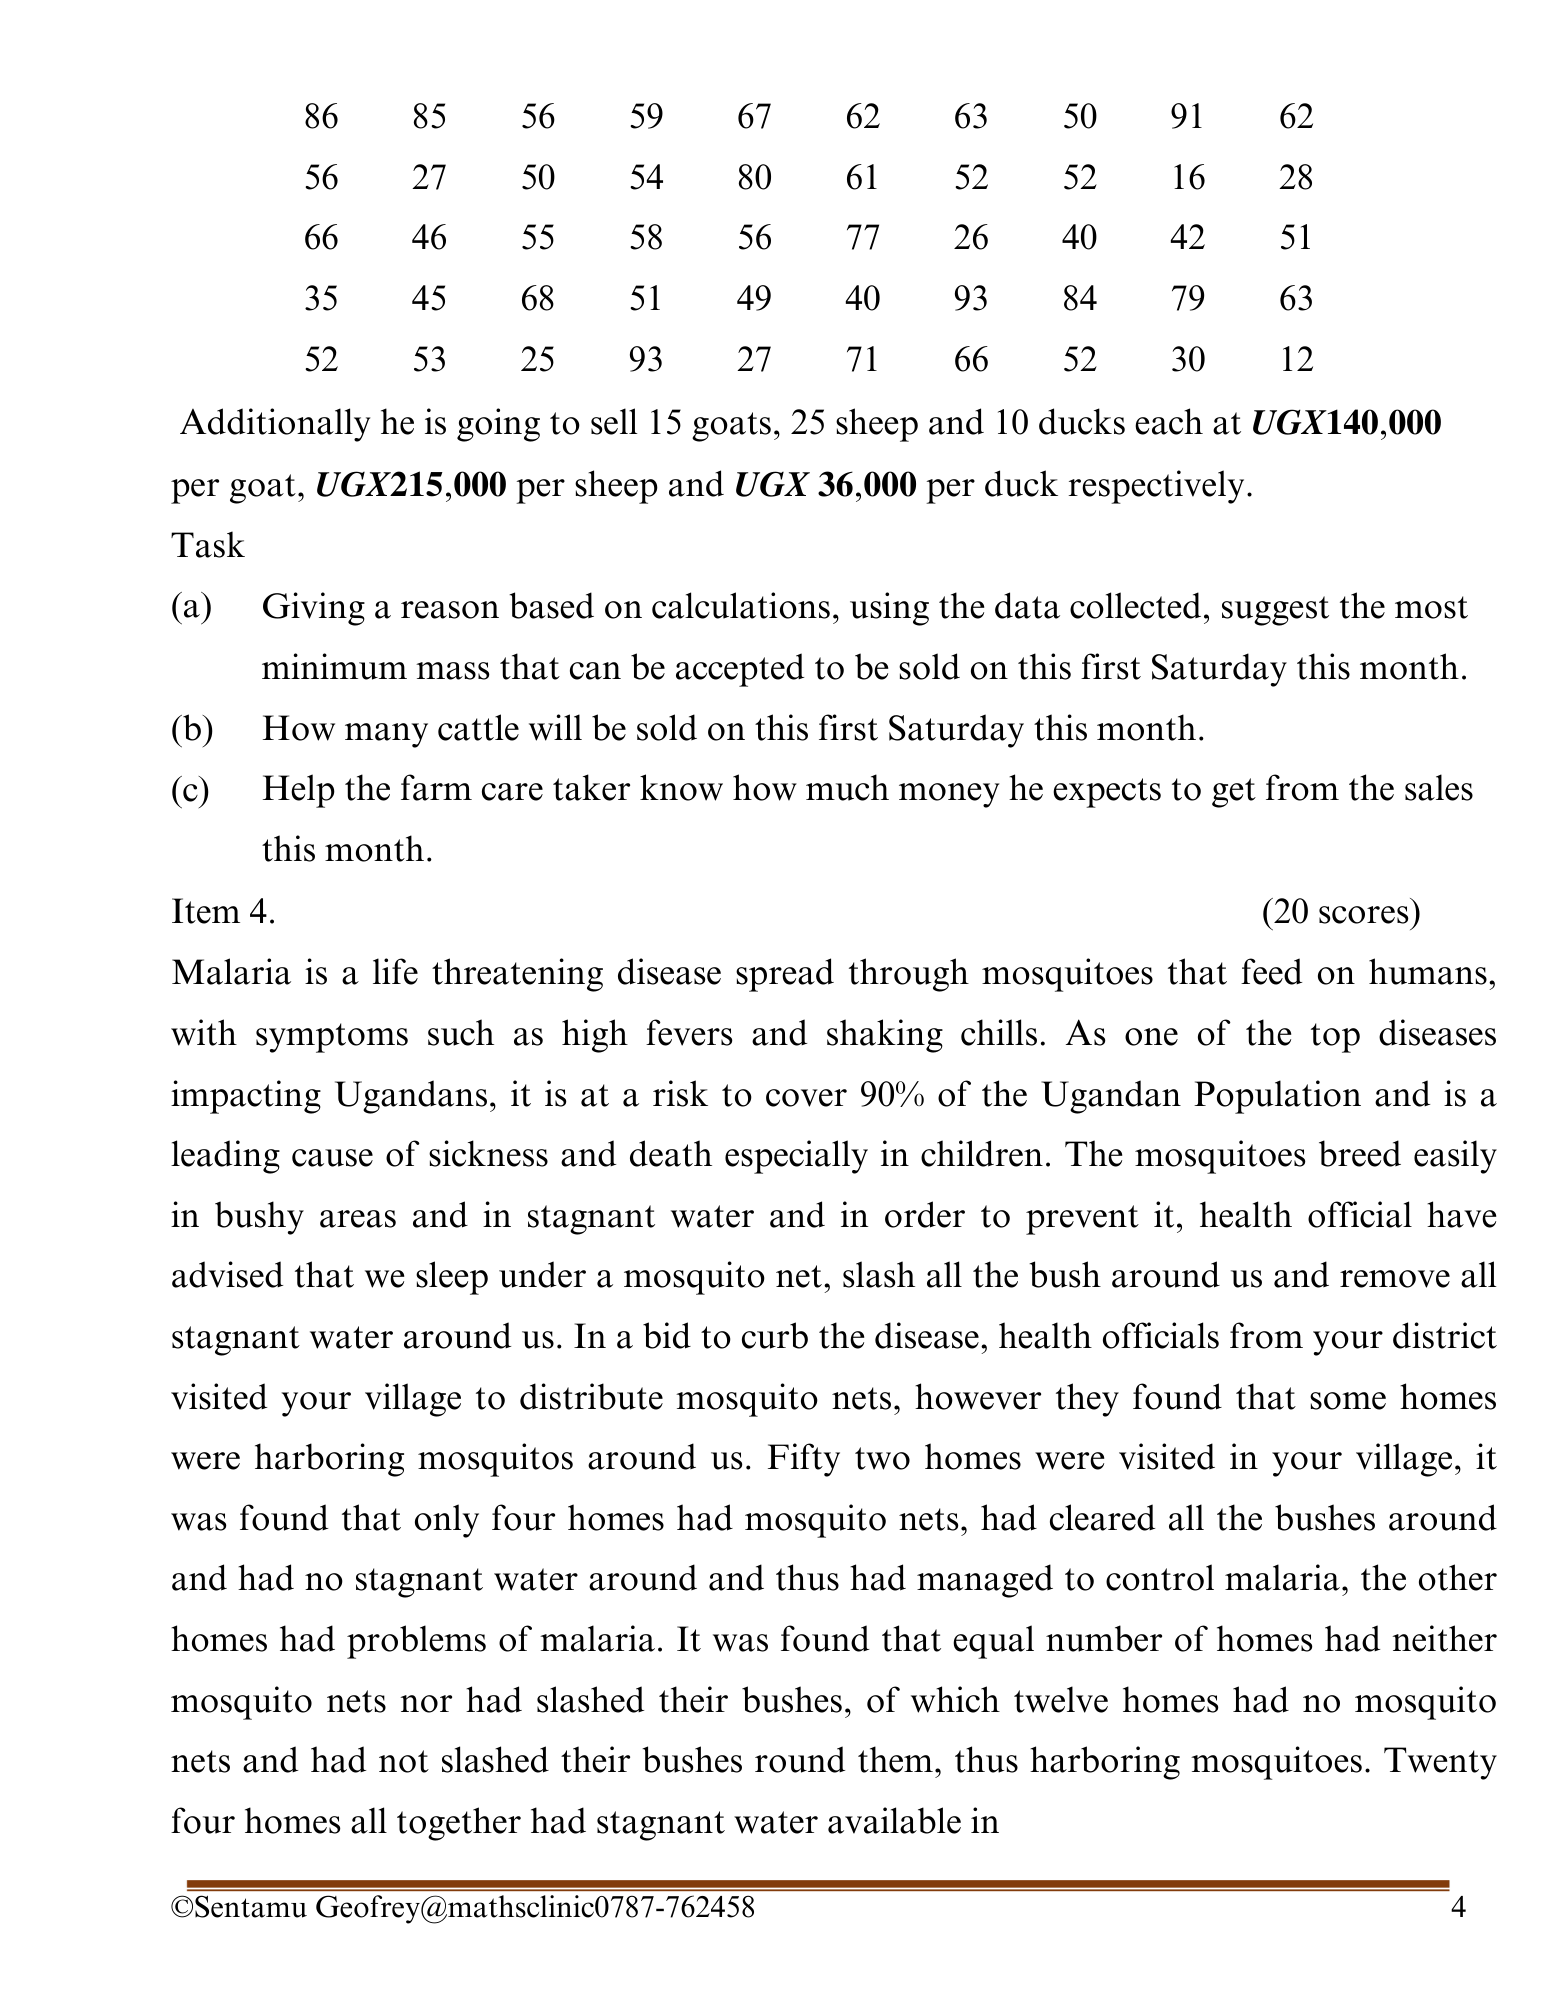 86 85 56 59 67 62 63 50 91 62
56 27 50 54 80 61 52 52 16 28
66 46 55 58 56 77 26 40 42 51
35 45 68 51 49 40 93 84 79 63
52 53 25 93 27 71 66 52 30 12
Additionally he is going to sell 15 goats, 25 sheep and 10 ducks each at UGX140,000
per goat, UGX215,000 per sheep and UGX 36,000 per duck respectively.
Task
(a) Giving a reason based on calculations, using the data collected, suggest the most
minimum mass that can be accepted to be sold on this first Saturday this month.
(b) How many cattle will be sold on this first Saturday this month.
(c) Help the farm care taker know how much money he expects to get from the sales
this month.
Item 4. (20 scores)
Malaria is a life threatening disease spread through mosquitoes that feed on humans,
with symptoms such as high fevers and shaking chills. As one of the top diseases
impacting Ugandans, it is at a risk to cover 90% of the Ugandan Population and is a
leading cause of sickness and death especially in children. The mosquitoes breed easily
in bushy areas and in stagnant water and in order to prevent it, health official have
advised that we sleep under a mosquito net, slash all the bush around us and remove all
stagnant water around us. In a bid to curb the disease, health officials from your district
visited your village to distribute mosquito nets, however they found that some homes
were harboring mosquitos around us. Fifty two homes were visited in your village, it
was found that only four homes had mosquito nets, had cleared all the bushes around
and had no stagnant water around and thus had managed to control malaria, the other
homes had problems of malaria. It was found that equal number of homes had neither
mosquito nets nor had slashed their bushes, of which twelve homes had no mosquito
nets and had not slashed their bushes round them, thus harboring mosquitoes. Twenty
four homes all together had stagnant water available in
©Sentamu Geofrey@mathsclinic0787-762458 4